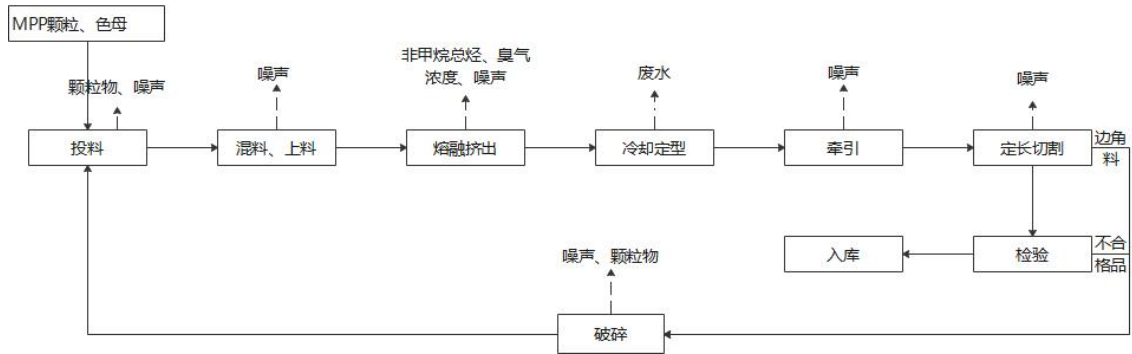 MPP颗粒、色母
非甲烷总烃、臭气
浓度、噪声
颗粒物、噪声
噪声
废水
噪声
噪声
投料
混料、上料
熔融挤出
冷却定型
牵引
定长切割
边角
料
噪声、颗粒物
入库
检验
不合
格品
破碎